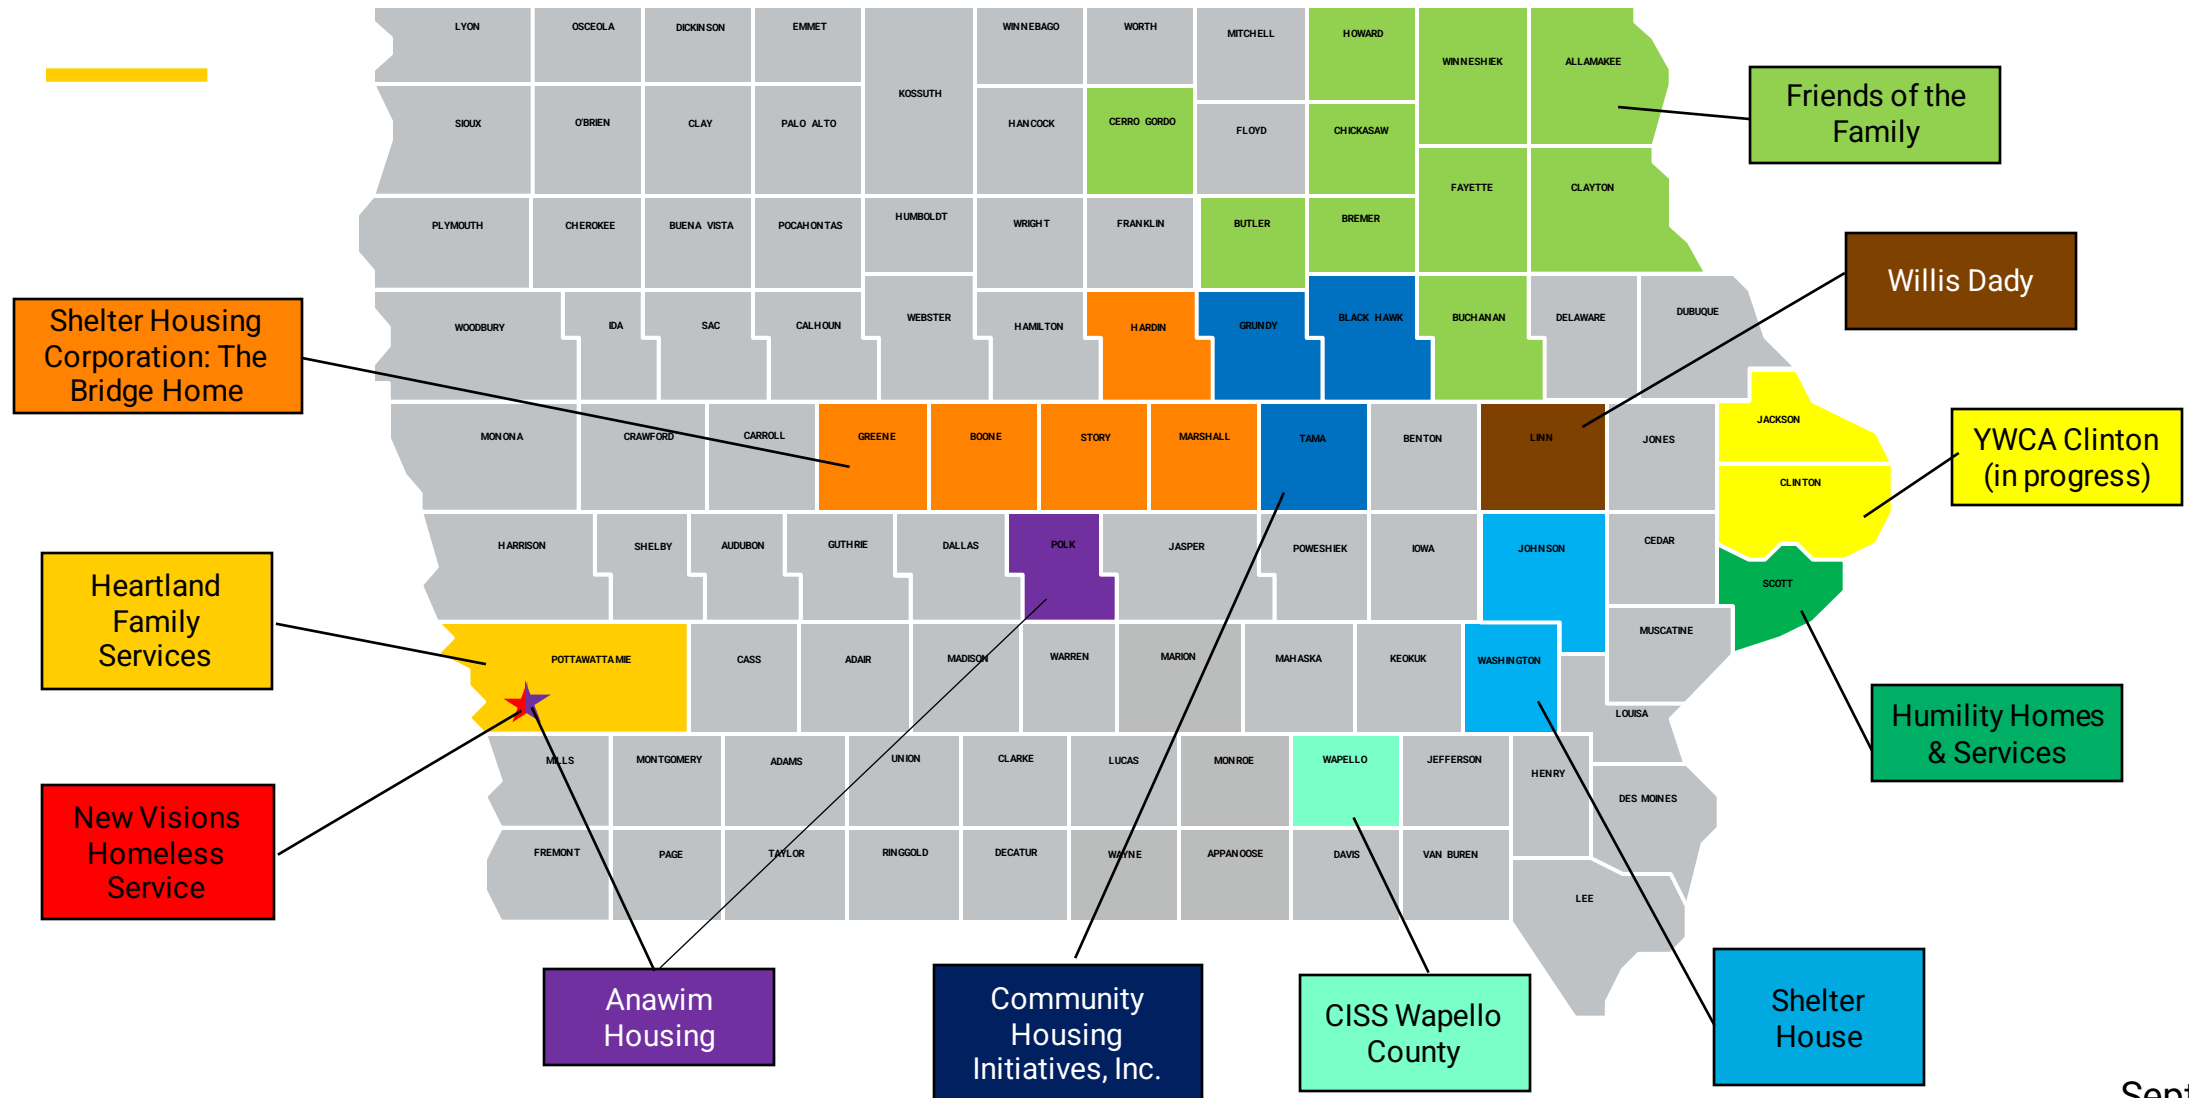 LYON
OSCEOLA
DICKINSON
EMMET
KOSSUTH
WINNEBAGO
WORTH
MITCHELL
HOWARD
WINNESHIEK
ALLAMAKEE
Friends of the
Family
SIOUX
O'BRIEN
CLAY
PALO ALTO
HANCOCK
CERRO GORDO
FLOYD
CHICKASAW
FAYETTE
CLAYTON
PLYMOUTH
CHEROKEE
BUENA VISTA
POCAHONTAS
HUMBOLDT
WRIGHT
FRANKLIN
BUTLER
BREMER
Willis Dady
Shelter Housing
Corporation: The
Bridge Home
WOODBURY
IDA
SAC
CALHOUN
WEBSTER
HAMILTON
HARDIN
GRUNDY
BLACK HAWK
BUCHANAN
DELAWARE
DUBUQUE
MONONA
CRAWFORD
CARROLL
GREENE
BOONE
STORY
MARSHALL
TAMA
BENTON
LINN
JONES
JACKSON
CLINTON
YWCA Clinton
(in progress)
HARRISON
SHELBY
AUDUBON
GUTHRIE
DALLAS
POLK
JASPER
POWESHIEK
IOWA
JOHNSON
CEDAR
SCOTT
Heartland
Family
Services
POTTAWATTAMIE
CASS
ADAIR
MADISON
WARREN
MARION
MAHASKA
KEOKUK
WASHINGTON
MUSCATINE
LOUISA
Humility Homes
& Services
MILLS
MONTGOMERY
ADAMS
UNION
CLARKE
LUCAS
MONROE
WAPELLO
JEFFERSON
HENRY
DES MOINES
New Visions
Homeless
Service
FREMONT
PAGE
TAYLOR
RINGGOLD
DECATUR
WAYNE
APPANOOSE
DAVIS
VAN BUREN
LEE
Anawim
Housing
Community
Housing
Initiatives, Inc.
CISS Wapello
County
Shelter
House
Sept